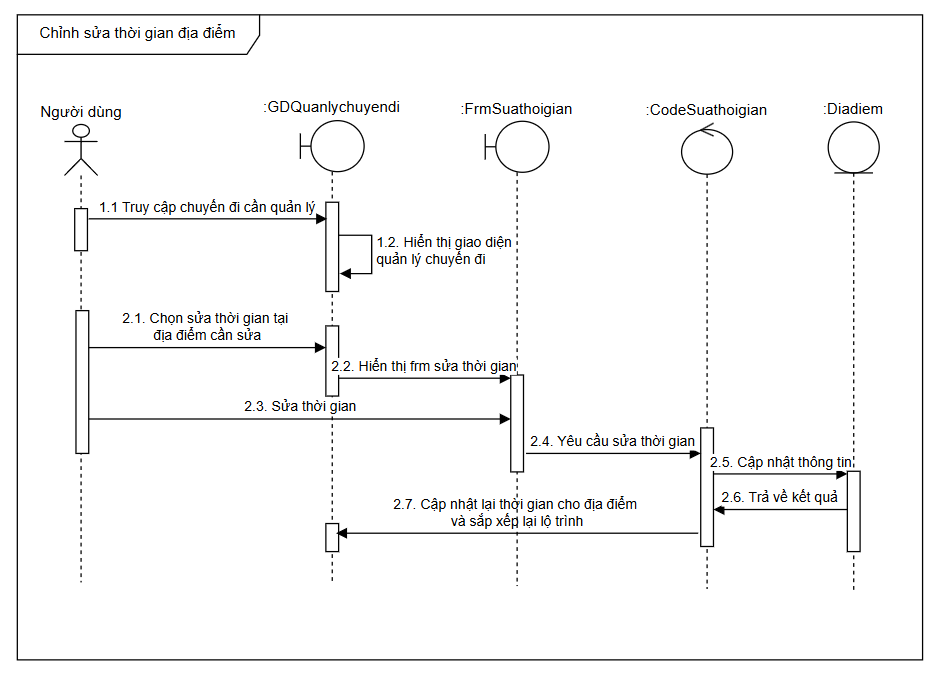 Chỉnh sửa thời gian địa điểm
Người dùng
:GDQuanlychuyendi
:FrmSuathoigian
:CodeSuathoigian
:Diadiem
1.1 Truy cập chuyến đi cần quản lý
1.2. Hiển thị giao diện
quản lý chuyến đi
2.1. Chọn sửa thời gian tại
địa điểm cần sửa
2.2. Hiển thị frm sửa thời gian
2.3. Sửa thời gian
2.4. Yêu cầu sửa thời gian
2.5. Cập nhật thông tin
2.6. Trả về kết quả
2.7. Cập nhật lại thời gian cho địa điểm
và sắp xếp lại lộ trình